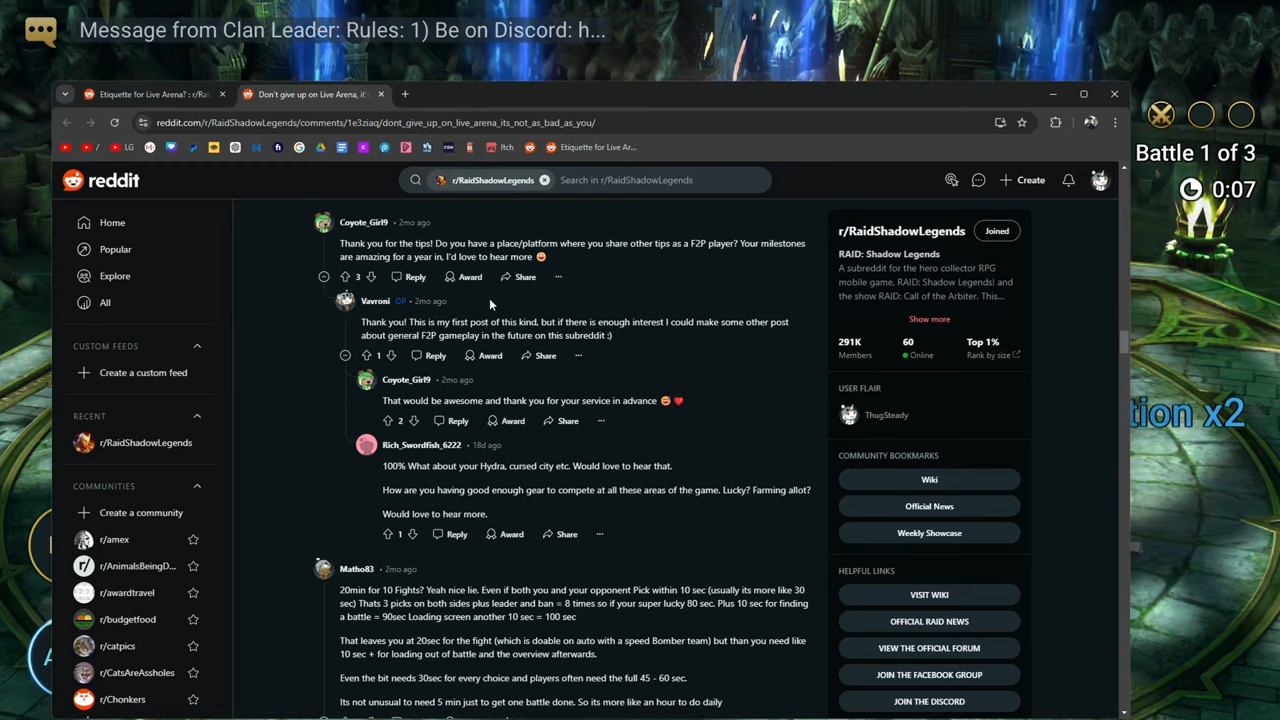 Message from Clan Leader: Rules: 1) Be on Discord: h...
Etiquette for Live Arena? : r/Rai
Don't give up on Live Arena, it's
reddit.com/r/RaidShadowLegends/comments/1e3ziaq/dont_give_up_on_live_arena_its_not_as_bad_as_you/
LG
Itch
Etiquette for Live Ar...
Battle 1 of 3
0:07
reddit
r/RaidShadowLegends
Search in r/RaidShadowLegends
Create
Home
Popular
Explore
All
CUSTOM FEEDS
Create a custom feed
RECENT
r/RaidShadowLegends
COMMUNITIES
Create a community
r/amex
r/AnimalsBeingD...
r/awardtravel
r/budgetfood
r/catpics
r/CatsAreAssholes
r/Chonkers
Coyote_Girl9 • 2mo ago
Thank you for the tips! Do you have a place/platform where you share other tips as a F2P player? Your milestones
are amazing for a year in, I'd love to hear more 😄
3 Reply Award Share ...
Vavroni OP • 2mo ago
Thank you! This is my first post of this kind, but if there is enough interest I could make some other post
about general F2P gameplay in the future on this subreddit :)
1 Reply Award Share ...
Coyote_Girl9 • 2mo ago
That would be awesome and thank you for your service in advance 😅 ♥
2 Reply Award Share ...
Rich_Swordfish_6222 • 18d ago
100% What about your Hydra, cursed city etc. Would love to hear that.
How are you having good enough gear to compete at all these areas of the game. Lucky? Farming allot?
Would love to hear more.
1 Reply Award Share ...
Matho83 • 2mo ago
20min for 10 Fights? Yeah nice lie. Even if both you and your opponent Pick within 10 sec (usually its more like 30
sec) Thats 3 picks on both sides plus leader and ban = 8 times so if your super lucky 80 sec. Plus 10 sec for finding
a battle = 90sec Loading screen another 10 sec = 100 sec
That leaves you at 20sec for the fight (which is doable on auto with a speed Bomber team) but than you need like
10 sec + for loading out of battle and the overview afterwards.
Even the bit needs 30sec for every choice and players often need the full 45 - 60 sec.
Its not unusual to need 5 min just to get one battle done. So its more like an hour to do daily
r/RaidShadowLegends
Joined
RAID: Shadow Legends!
A subreddit for the hero collector RPG
mobile game. RAID: Shadow Legends! and
the show RAID: Call of the Arbiter. This...
Show more
291K
60
Top 1%
Members
Online
Rank by size
USER FLAIR
ThugSteady
COMMUNITY BOOKMARKS
Wiki
Official News
Weekly Showcase
HELPFUL LINKS
VISIT WIKI
OFFICIAL RAID NEWS
VIEW THE OFFICIAL FORUM
JOIN THE FACEBOOK GROUP
JOIN THE DISCORD
tion x2